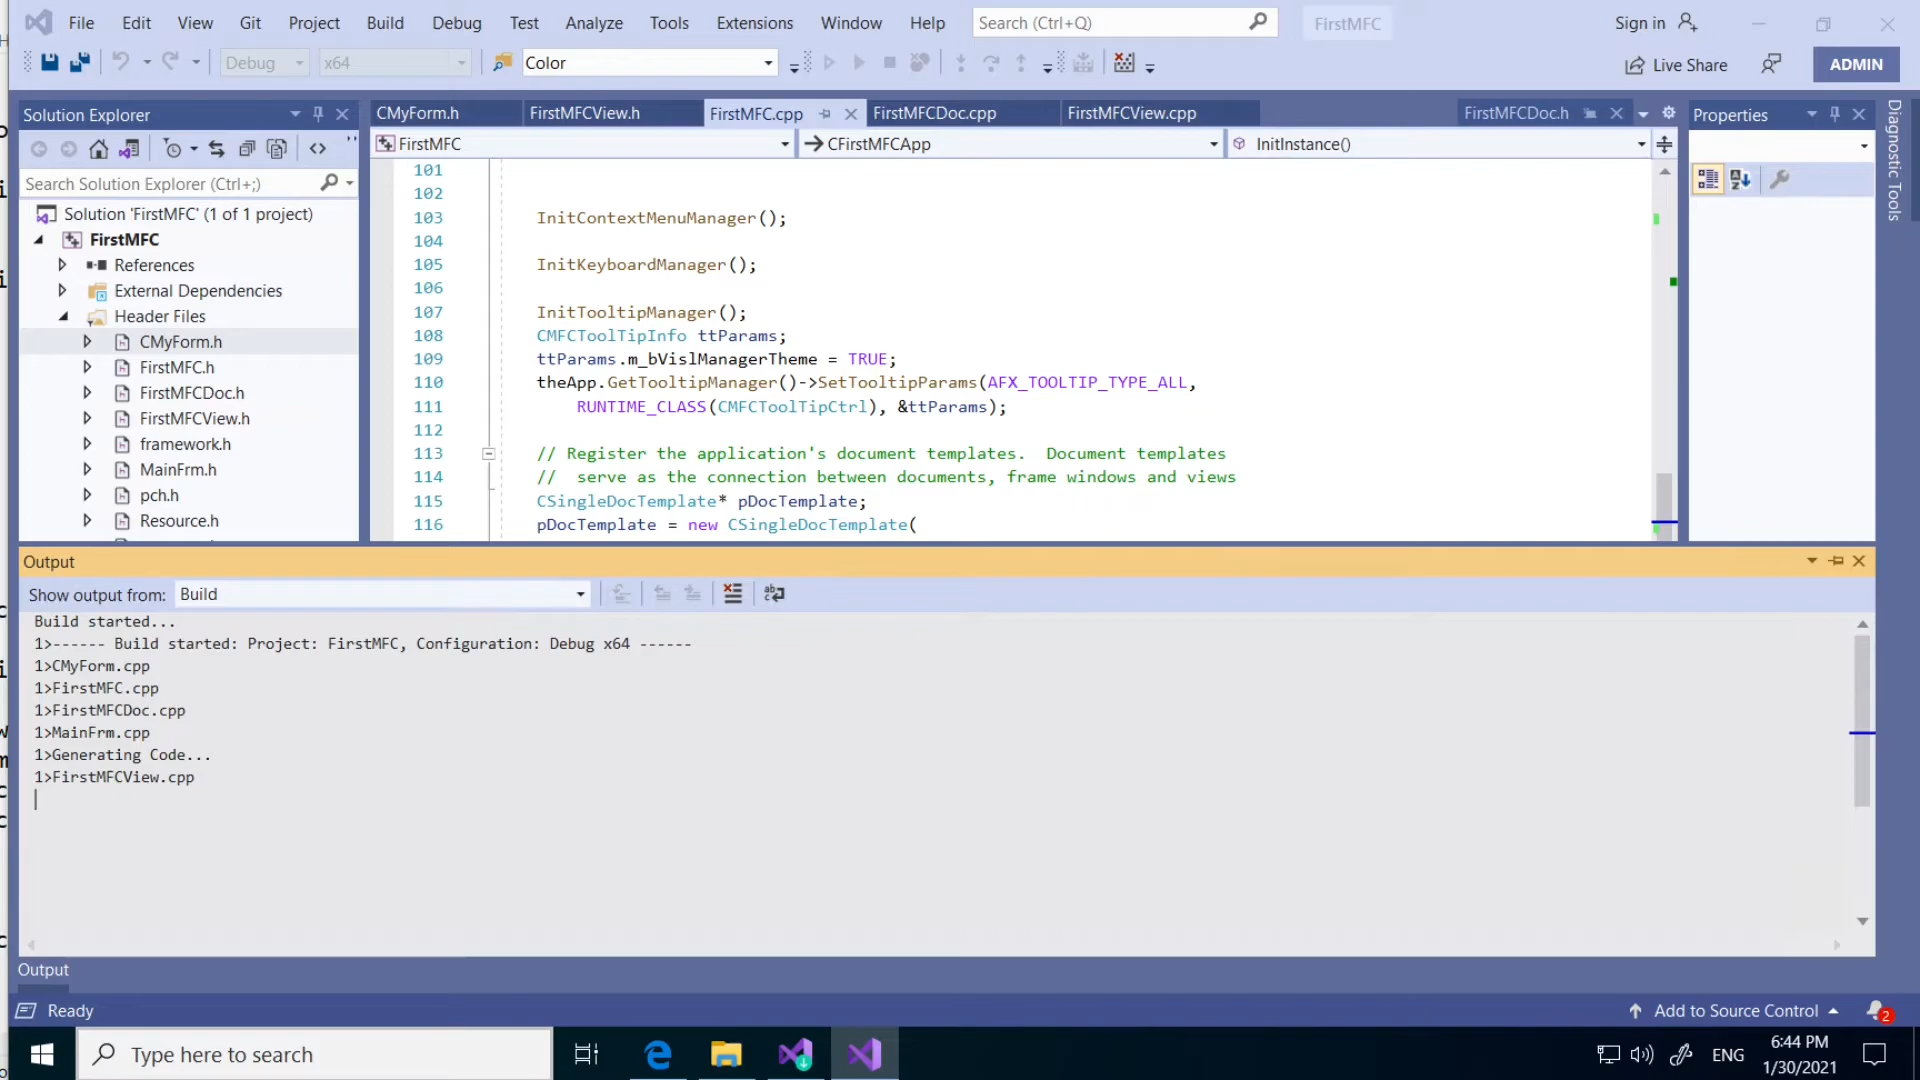 File Edit View Git Project Build Debug Test Analyze Tools Extensions Window Help Search (Ctrl+Q) FirstMFC Sign in
Debug x64 Color Live Share ADMIN
Solution Explorer
Search Solution Explorer (Ctrl+;)
Solution 'FirstMFC' (1 of 1 project)
FirstMFC
References
External Dependencies
Header Files
CMyForm.h
FirstMFC.h
FirstMFCDoc.h
FirstMFCView.h
framework.h
MainFrm.h
pch.h
Resource.h
CMyForm.h FirstMFCView.h FirstMFC.cpp FirstMFCDoc.cpp FirstMFCView.cpp FirstMFCDoc.h
FirstMFC CFirstMFCApp InitInstance()
101
102
103 InitContextMenuManager();
104
105 InitKeyboardManager();
106
107 InitTooltipManager();
108 CMFCToolTipInfo ttParams;
109 ttParams.m_bVislManagerTheme = TRUE;
110 theApp.GetTooltipManager()->SetTooltipParams(AFX_TOOLTIP_TYPE_ALL,
111 RUNTIME_CLASS(CMFCToolTipCtrl), &ttParams);
112
113 // Register the application's document templates.  Document templates
114 //  serve as the connection between documents, frame windows and views
115 CSingleDocTemplate* pDocTemplate;
116 pDocTemplate = new CSingleDocTemplate(
Properties
Diagnostic Tools
Output
Show output from: Build
Build started...
1>------ Build started: Project: FirstMFC, Configuration: Debug x64 ------
1>CMyForm.cpp
1>FirstMFC.cpp
1>FirstMFCDoc.cpp
1>MainFrm.cpp
1>Generating Code...
1>FirstMFCView.cpp
Output
Ready Add to Source Control 2
Type here to search ENG 6:44 PM
1/30/2021